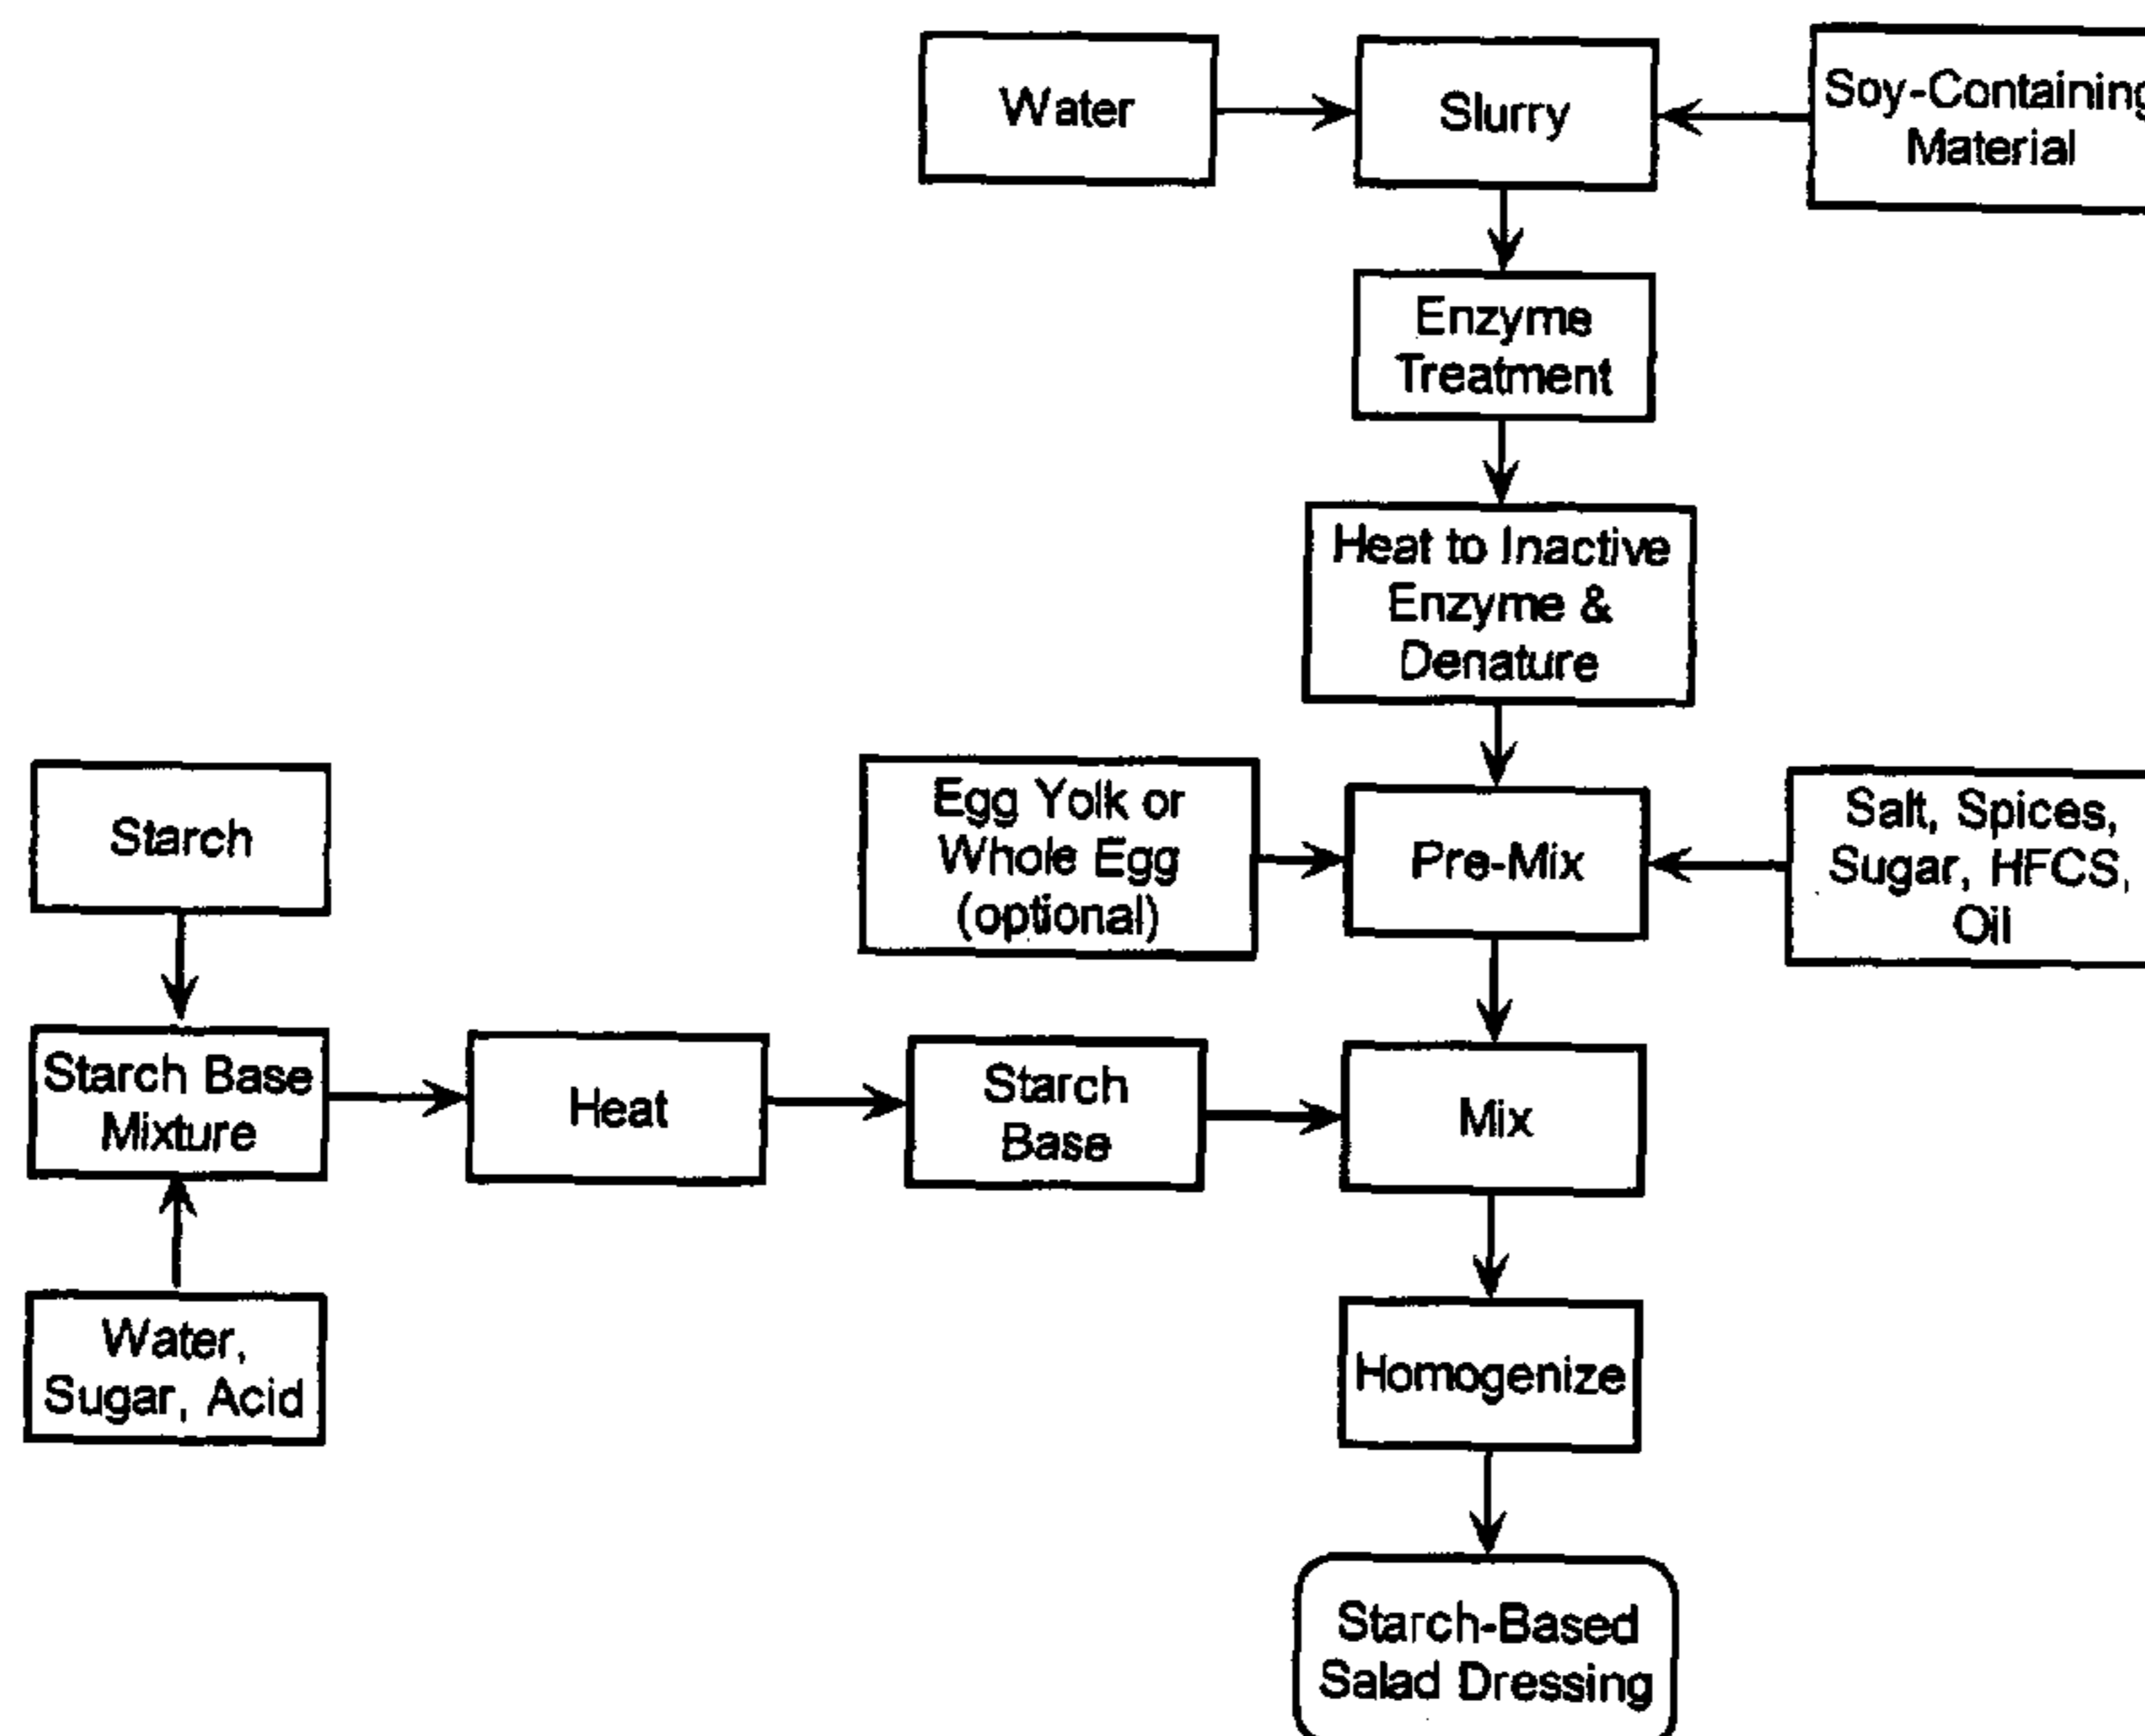 Water
Slurry
Soy-Containing
Material
Enzyme
Treatment
Heat to Inactive
Enzyme &
Denature
Starch
Egg Yolk or
Whole Egg
(optional)
Pre-Mix
Salt, Spices,
Sugar, HFCS,
Oil
Starch Base
Mixture
Heat
Starch
Base
Mix
Water,
Sugar, Acid
Homogenize
Starch-Based
Salad Dressing